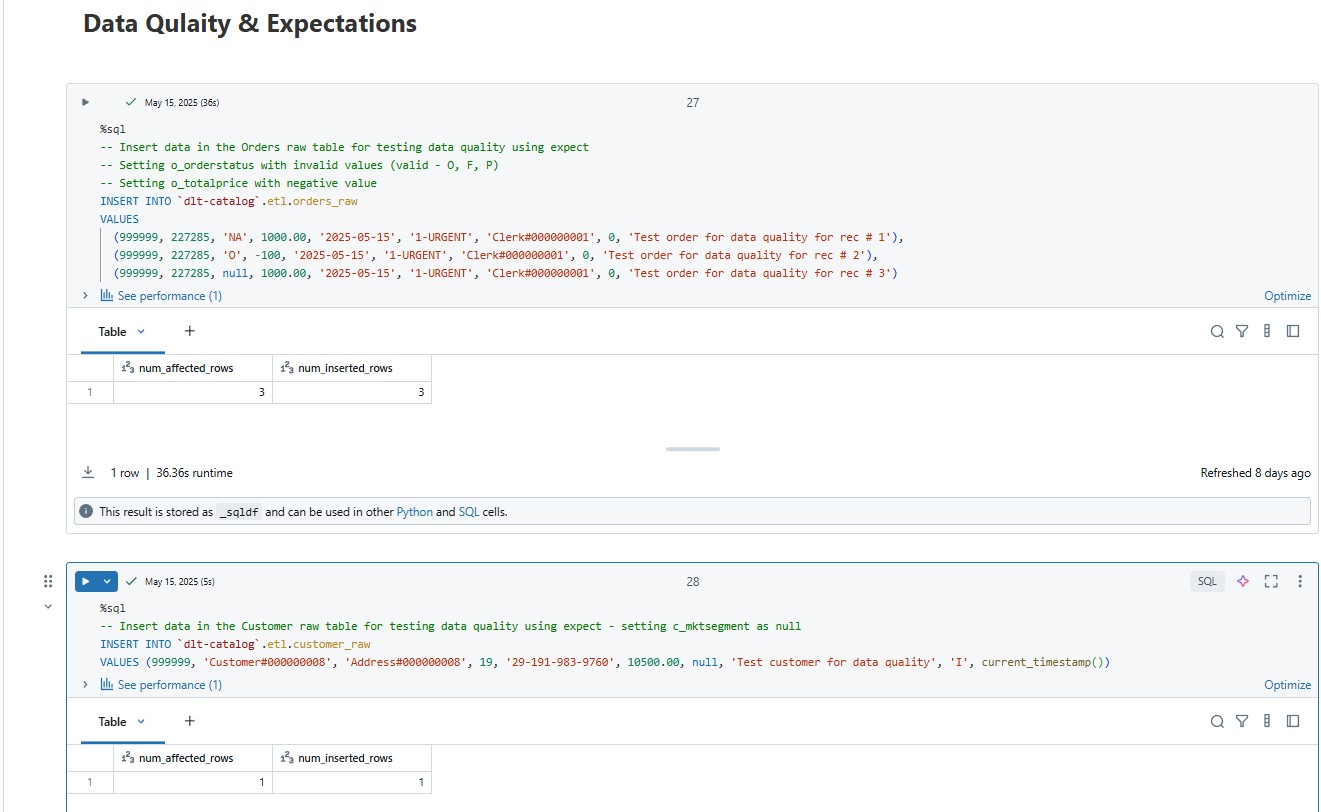 Data Qulaity & Expectations
May 15, 2025 (36s)
27
%sql
-- Insert data in the Orders raw table for testing data quality using expect
-- Setting o_orderstatus with invalid values (valid - O, F, P)
-- Setting o_totalprice with negative value
INSERT INTO `dlt-catalog`.etl.orders_raw
VALUES
(999999, 227285, 'NA', 1000.00, '2025-05-15', '1-URGENT', 'Clerk#000000001', 0, 'Test order for data quality for rec # 1'),
(999999, 227285, 'O', -100, '2025-05-15', '1-URGENT', 'Clerk#000000001', 0, 'Test order for data quality for rec # 2'),
(999999, 227285, null, 1000.00, '2025-05-15', '1-URGENT', 'Clerk#000000001', 0, 'Test order for data quality for rec # 3')
See performance (1)
Optimize
Table
+
123 num_affected_rows
123 num_inserted_rows
1 3 3
1 row | 36.36s runtime
Refreshed 8 days ago
This result is stored as _sqldf and can be used in other Python and SQL cells.
May 15, 2025 (5s)
28
SQL
%sql
-- Insert data in the Customer raw table for testing data quality using expect - setting c_mktsegment as null
INSERT INTO `dlt-catalog`.etl.customer_raw
VALUES (999999, 'Customer#000000008', 'Address#000000008', 19, '29-191-983-9760', 10500.00, null, 'Test customer for data quality', 'I', current_timestamp())
See performance (1)
Optimize
Table
+
123 num_affected_rows
123 num_inserted_rows
1 1 1